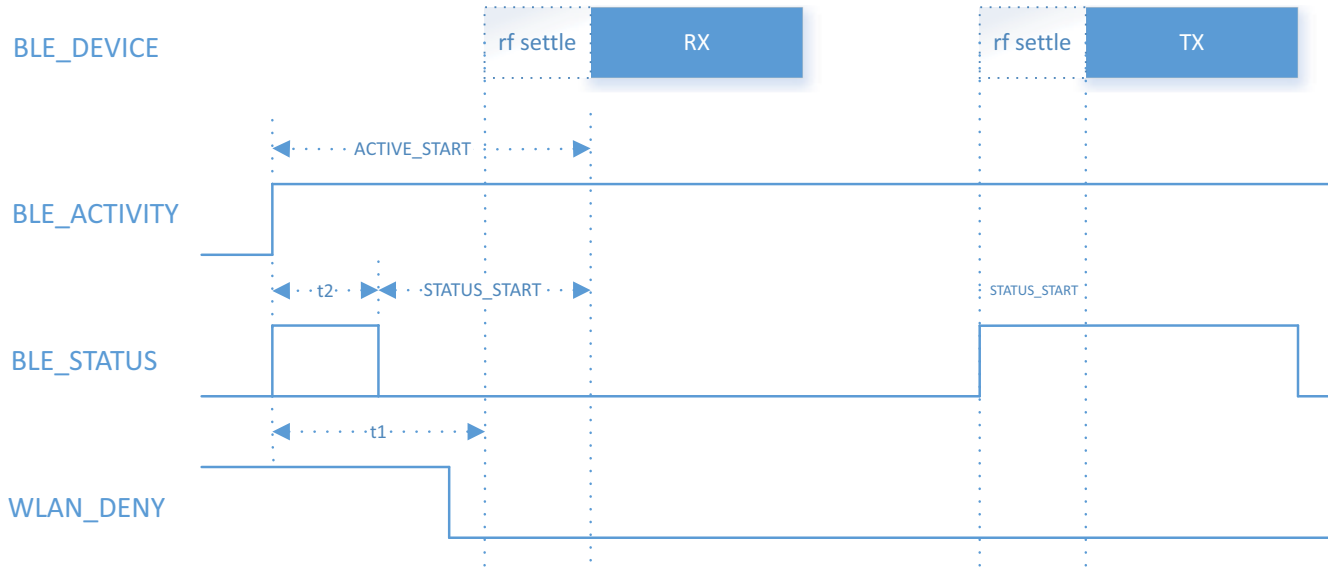 BLE_DEVICE
rf settle
RX
rf settle
TX
ACTIVE_START
BLE_ACTIVITY
t2
STATUS_START
STATUS_START
BLE_STATUS
t1
WLAN_DENY